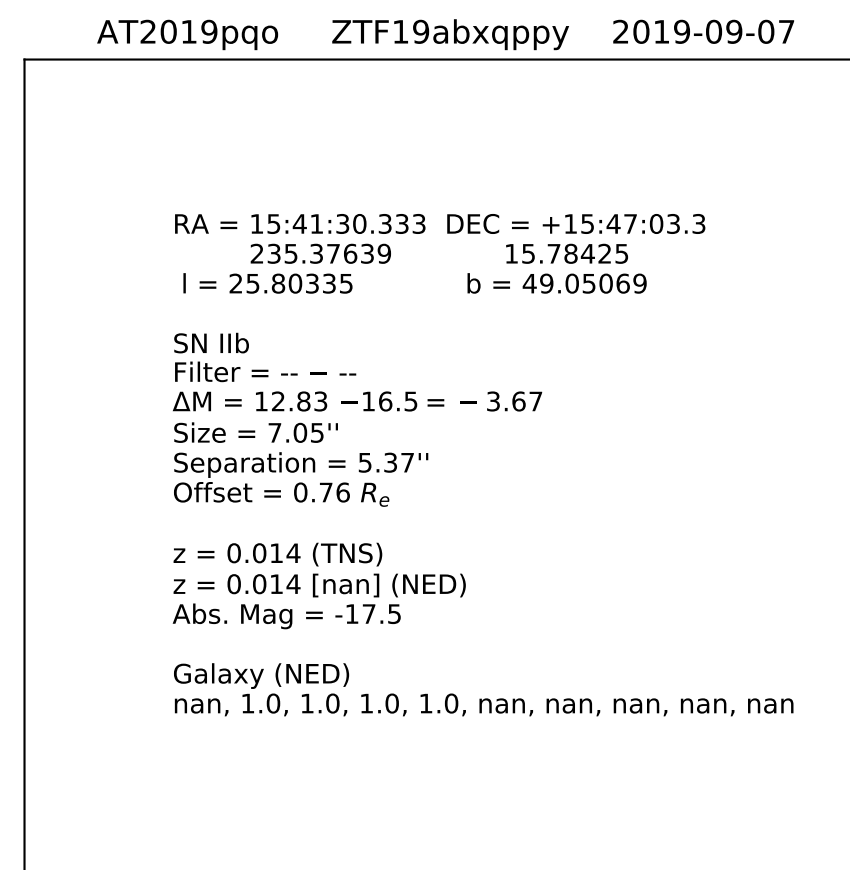 AT2019pqo ZTF19abxqppy 2019-09-07
RA = 15:41:30.333 DEC = +15:47:03.3
235.37639 15.78425
l = 25.80335 b = 49.05069
SN IIb
Filter = -- − --
ΔM = 12.83 −16.5 = − 3.67
Size = 7.05''
Separation = 5.37''
Offset = 0.76 Re
z = 0.014 (TNS)
z = 0.014 [nan] (NED)
Abs. Mag = -17.5
Galaxy (NED)
nan, 1.0, 1.0, 1.0, 1.0, nan, nan, nan, nan, nan